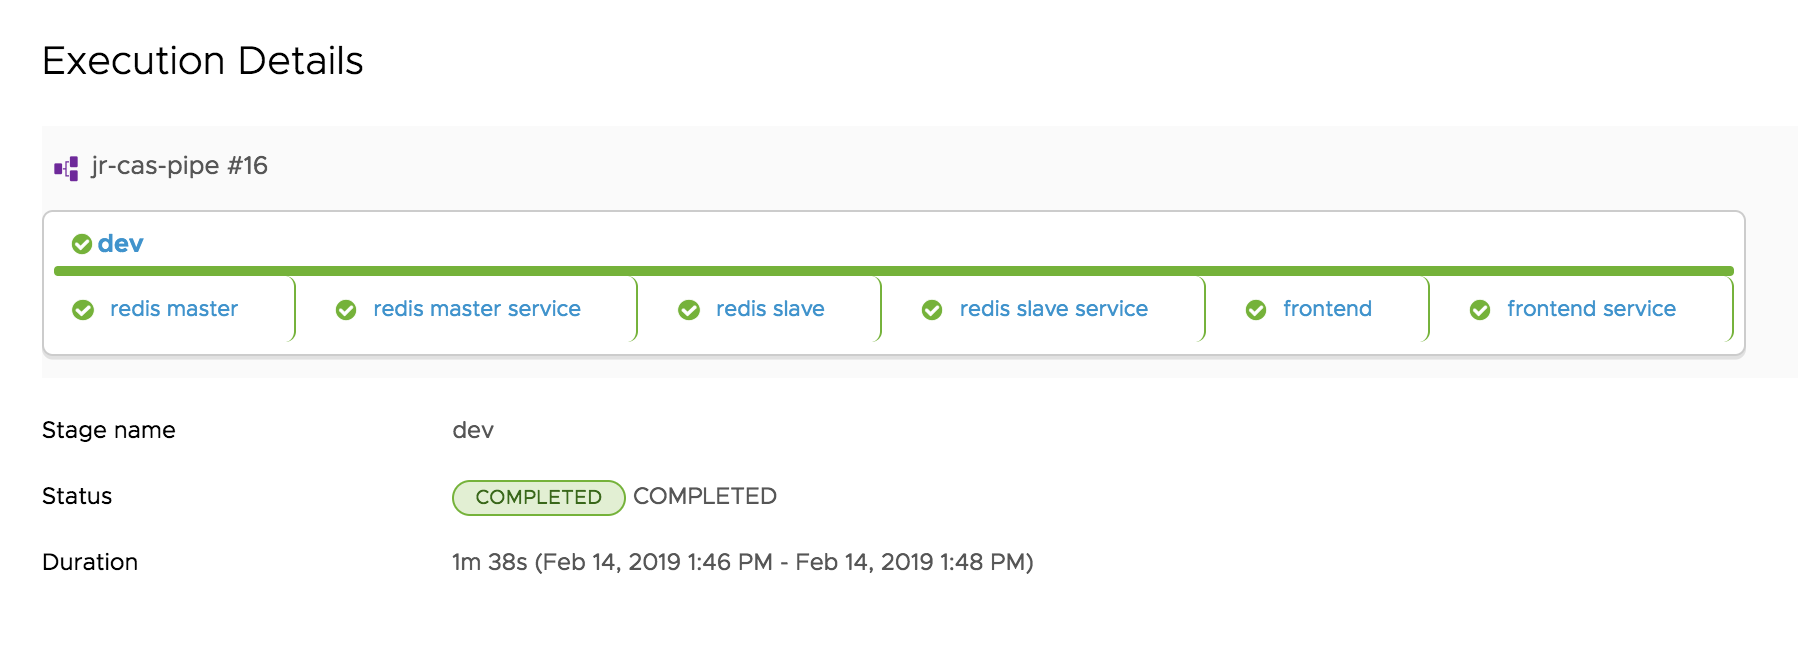 Execution Details
jr-cas-pipe #16
dev
redis master redis master service redis slave redis slave service frontend frontend service
Stage name dev
Status COMPLETED COMPLETED
Duration 1m 38s (Feb 14, 2019 1:46 PM - Feb 14, 2019 1:48 PM)